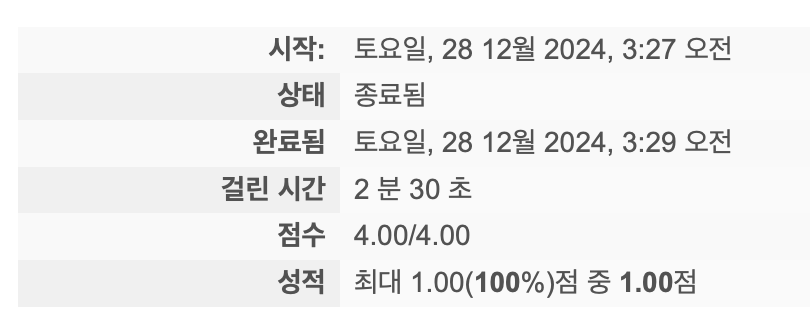 시작: 토요일, 28 12월 2024, 3:27 오전
상태 종료됨
완료됨 토요일, 28 12월 2024, 3:29 오전
걸린 시간 2 분 30 초
점수 4.00/4.00
성적 최대 1.00(100%)점 중 1.00점